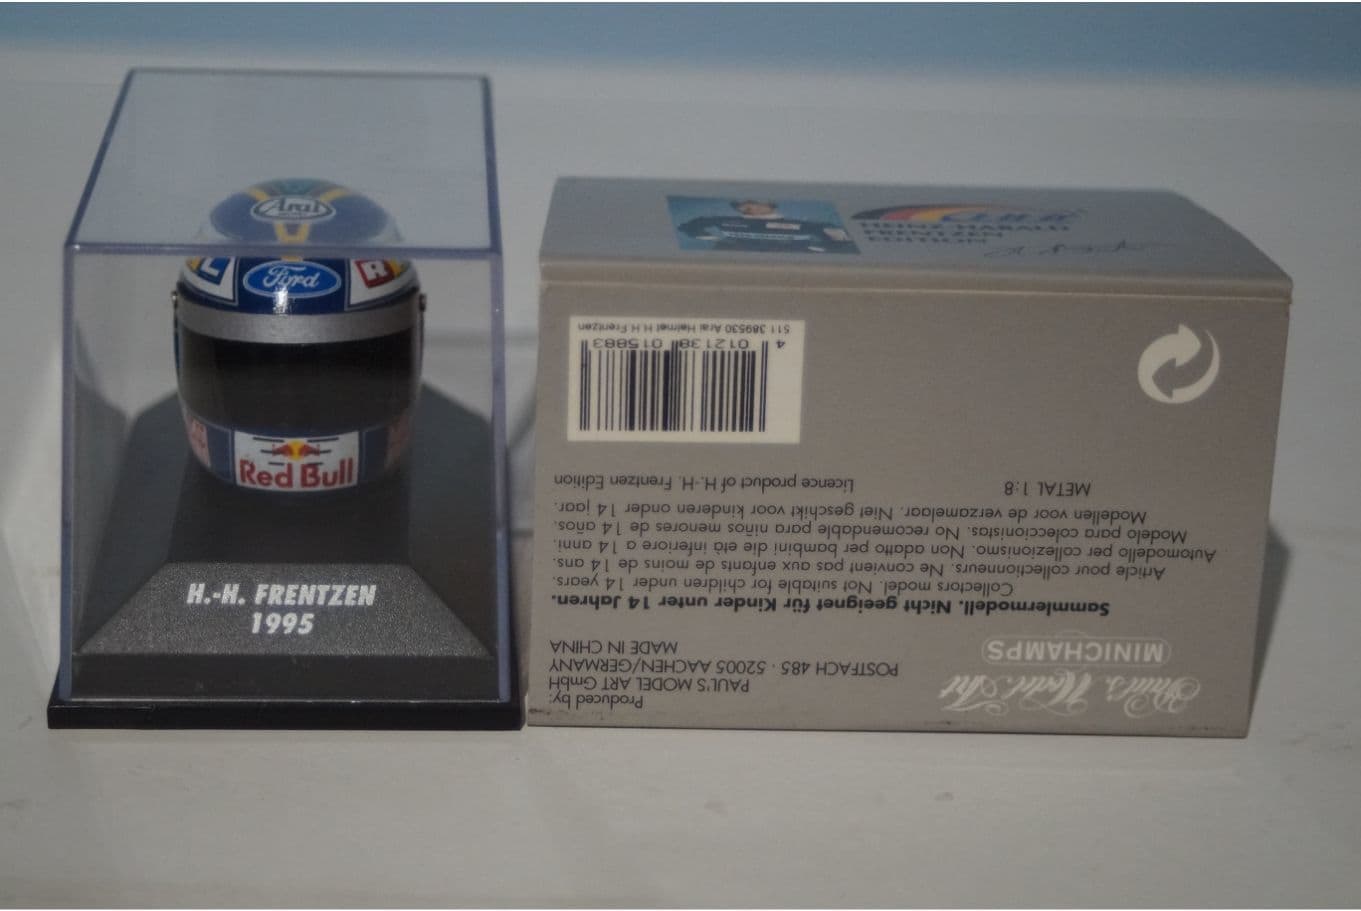 Arai
L
Ford
R
Red Bull
H.-H. FRENTZEN
1995
H.H.F.
HEINZ-HARALD
FRENTZEN
EDITION
Produced by:
PAUL'S MODEL ART GmbH
POSTFACH 485 · 52005 AACHEN/GERMANY
MADE IN CHINA
Paul's Model Art
MINICHAMPS
Sammlermodell. Nicht geeignet für Kinder unter 14 Jahren.
Collectors model. Not suitable for children under 14 years.
Article pour collectionneurs. Ne convient pas aux enfants de moins de 14 ans.
Automodello per collezionismo. Non adatto per bambini die età inferiore a 14 anni.
Modelo para coleccionistas. No recomendable para niños menores de 14 años.
Modellen voor de verzamelaar. Niet geschikt voor kinderen onder 14 jaar.
METAL 1:8
Licence product of H.-H. Frentzen Edition
4 012138 015883
511 389530 Arai Helmet H.H.Frentzen